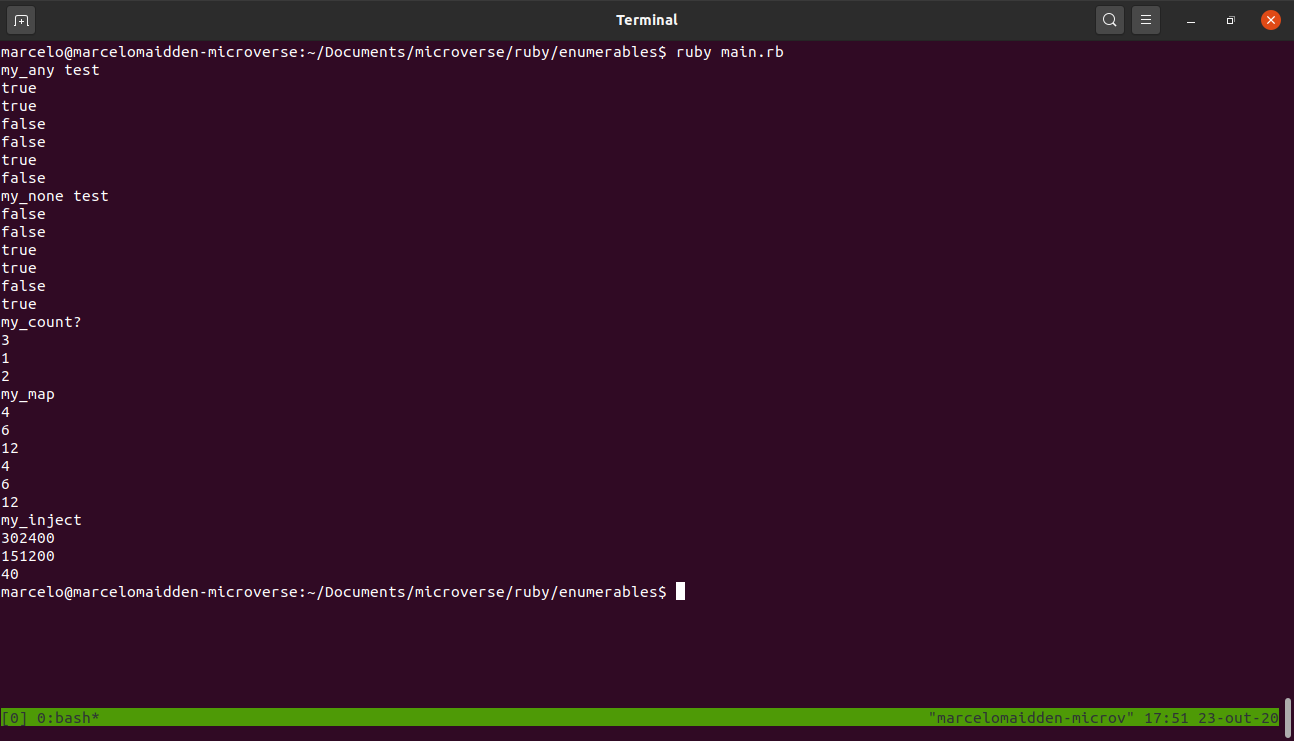 Terminal
marcelo@marcelomaidden-microverse:~/Documents/microverse/ruby/enumerables$ ruby main.rb
my_any test
true
true
false
false
true
false
my_none test
false
false
true
true
false
true
my_count?
3
1
2
my_map
4
6
12
4
6
12
my_inject
302400
151200
40
marcelo@marcelomaidden-microverse:~/Documents/microverse/ruby/enumerables$
[0] 0:bash* "marcelomaidden-microv" 17:51 23-out-20